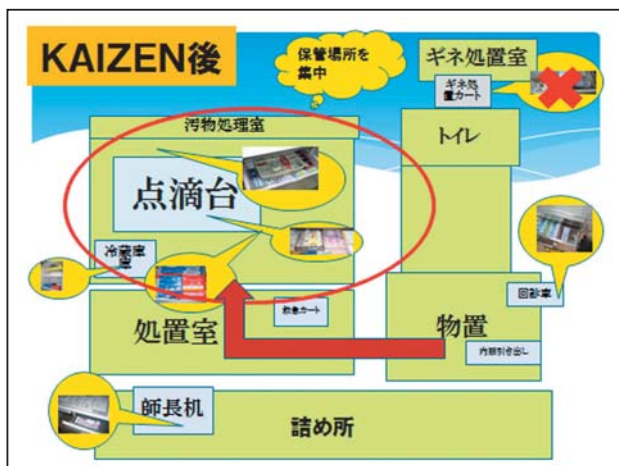 KAIZEN後
保管場所を
集中
ギネ処置室
ギネ処
置カート
汚物処理室
トイレ
点滴台
冷蔵庫
庫
回診車
処置室
救急カート
物置
内服引き出し
師長机
詰め所